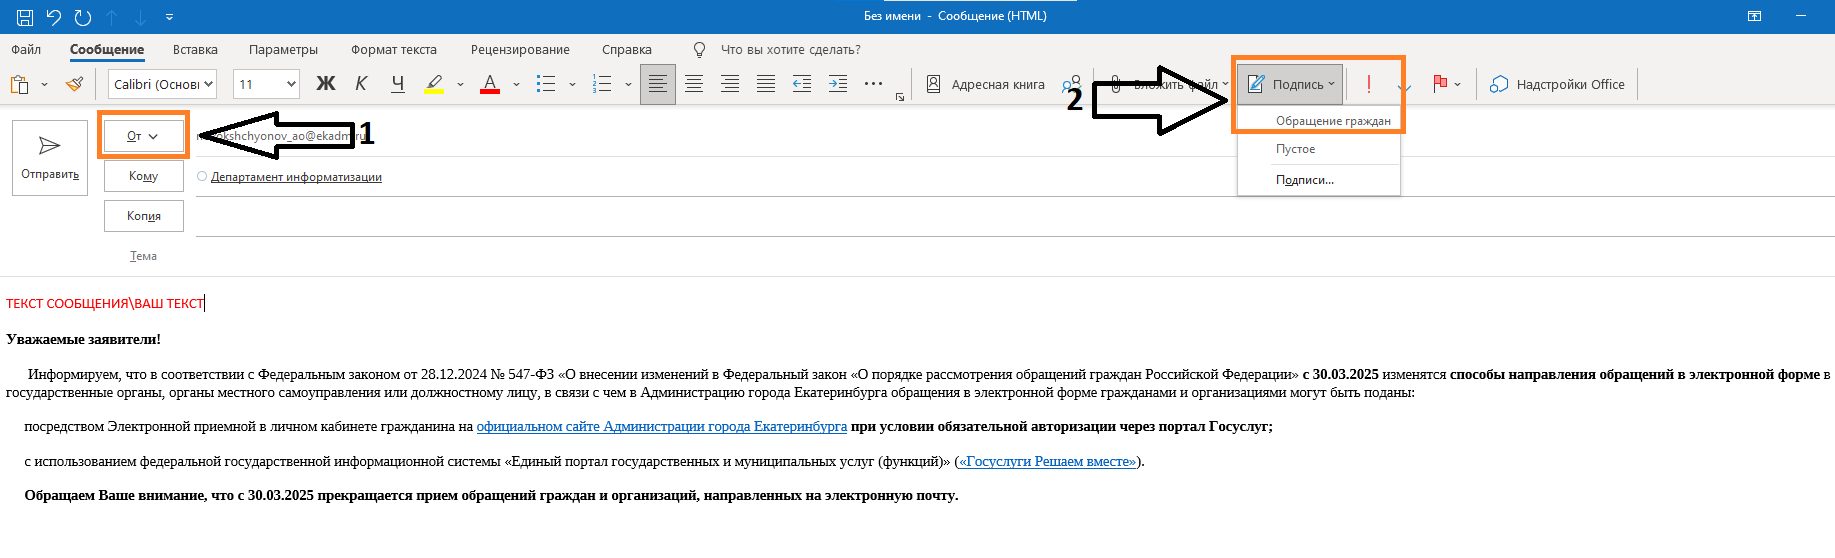 Без имени - Сообщение (HTML)
Файл Сообщение Вставка Параметры Формат текста Рецензирование Справка Что вы хотите сделать?
Calibri (Основı 11 Ж К Ч А Адресная книга Вложить файл Подпись Надстройки Office
2
Обращение граждан
Пустое
Подписи...
От
1
okshchyonov_ao@ekadm.ru
Отправить
Кому
Департамент информатизации
Копия
Тема
ТЕКСТ СООБЩЕНИЯ\ВАШ ТЕКСТ
Уважаемые заявители!
Информируем, что в соответствии с Федеральным законом от 28.12.2024 № 547-ФЗ «О внесении изменений в Федеральный закон «О порядке рассмотрения обращений граждан Российской Федерации» с 30.03.2025 изменятся способы направления обращений в электронной форме в
государственные органы, органы местного самоуправления или должностному лицу, в связи с чем в Администрацию города Екатеринбурга обращения в электронной форме гражданами и организациями могут быть поданы:
посредством Электронной приемной в личном кабинете гражданина на официальном сайте Администрации города Екатеринбурга при условии обязательной авторизации через портал Госуслуг;
с использованием федеральной государственной информационной системы «Единый портал государственных и муниципальных услуг (функций)» («Госуслуги Решаем вместе»).
Обращаем Ваше внимание, что с 30.03.2025 прекращается прием обращений граждан и организаций, направленных на электронную почту.